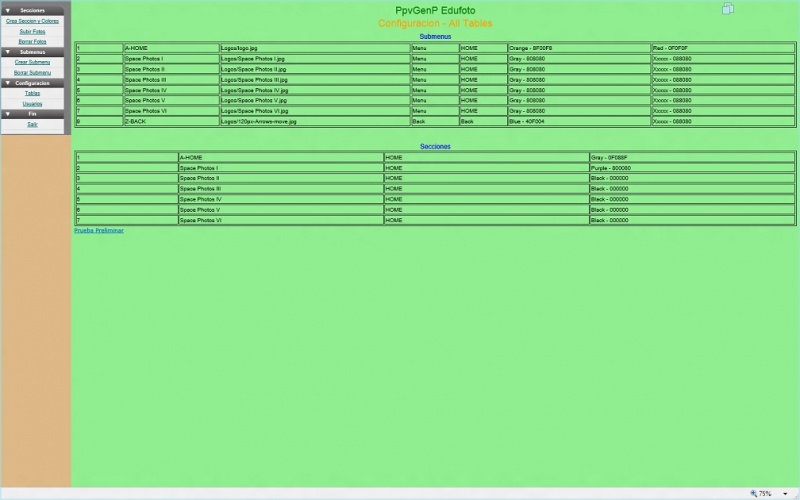 Secciones
Crea Seccion y Colores
Subir Fotos
Borrar Fotos
Submenus
Crear Submenu
Borrar Submenu
Configuracion
Tablas
Usuarios
Fin
Salir
PpvGenP Edufoto
Configuracion - All Tables
Submenus
1 A-HOME Logos/logo.jpg Menu HOME Orange - 8F00F8 Red - 0F0F0F
2 Space Photos I Logos/Space Photos I.jpg Menu HOME Gray - 808080 Xxxxx - 088080
3 Space Photos II Logos/Space Photos II.jpg Menu HOME Gray - 808080 Xxxxx - 088080
4 Space Photos III Logos/Space Photos III.jpg Menu HOME Gray - 808080 Xxxxx - 088080
5 Space Photos IV Logos/Space Photos IV.jpg Menu HOME Gray - 808080 Xxxxx - 088080
6 Space Photos V Logos/Space Photos V.jpg Menu HOME Gray - 808080 Xxxxx - 088080
7 Space Photos VI Logos/Space Photos VI.jpg Menu HOME Gray - 808080 Xxxxx - 088080
Z-BACK Logos/120px-Arrows-move.jpg Back Back Blue - 40F004
Secciones
1 A-HOME HOME Gray - 0F088F
2 Space Photos I HOME Purple - 800080
3 Space Photos II HOME Black - 000000
4 Space Photos III HOME Black - 000000
5 Space Photos IV HOME Black - 000000
6 Space Photos V HOME Black - 000000
7 Space Photos VI HOME Black - 000000
Prueba Preliminar
75%